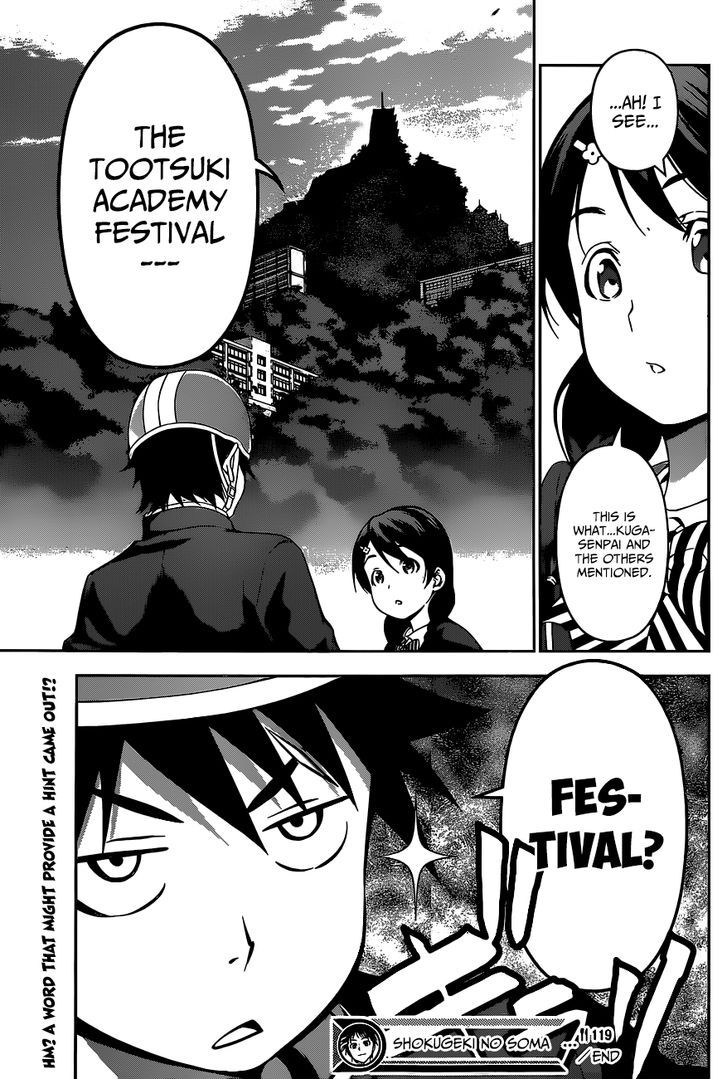 ...AH! I
SEE...
THIS IS
WHAT...KUGA-
SENPAI AND
THE OTHERS
MENTIONED.
THE
TOOTSUKI
ACADEMY
FESTIVAL
---
FES-
TIVAL?
HM? A WORD THAT MIGHT PROVIDE A HINT CAME OUT!?
SHOKUGEKI NO SOMA ...!! 119
/END